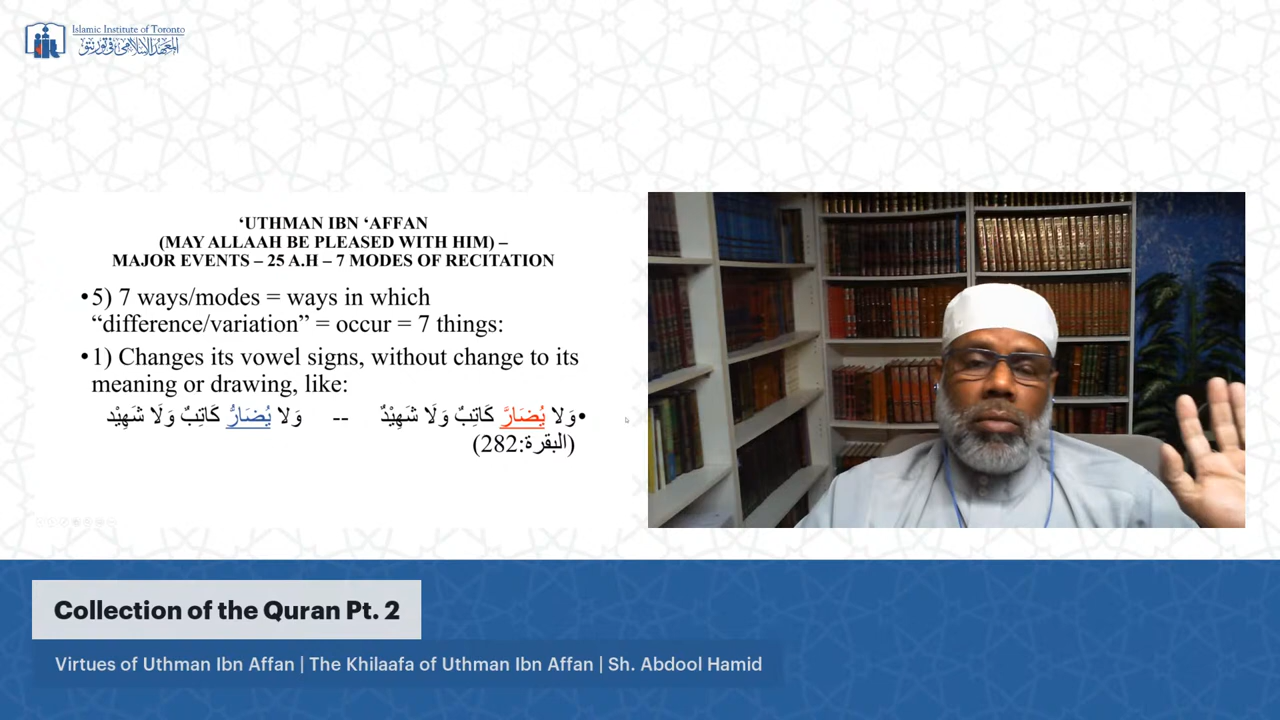 Islamic Institute of Toronto
المعهد الإسلامي في تورنتو
‘UTHMAN IBN ‘AFFAN
(MAY ALLAAH BE PLEASED WITH HIM) –
MAJOR EVENTS – 25 A.H – 7 MODES OF RECITATION
•5) 7 ways/modes = ways in which
“difference/variation” = occur = 7 things:
•1) Changes its vowel signs, without change to its
meaning or drawing, like:
•وَلا يُضَارَّ كَاتِبٌ وَلَا شَهِيْدٌ -- وَلا يُضَارُّ كَاتِبٌ وَلَا شَهِيْد
(البقرة:282)
Collection of the Quran Pt. 2
Virtues of Uthman Ibn Affan | The Khilaafa of Uthman Ibn Affan | Sh. Abdool Hamid